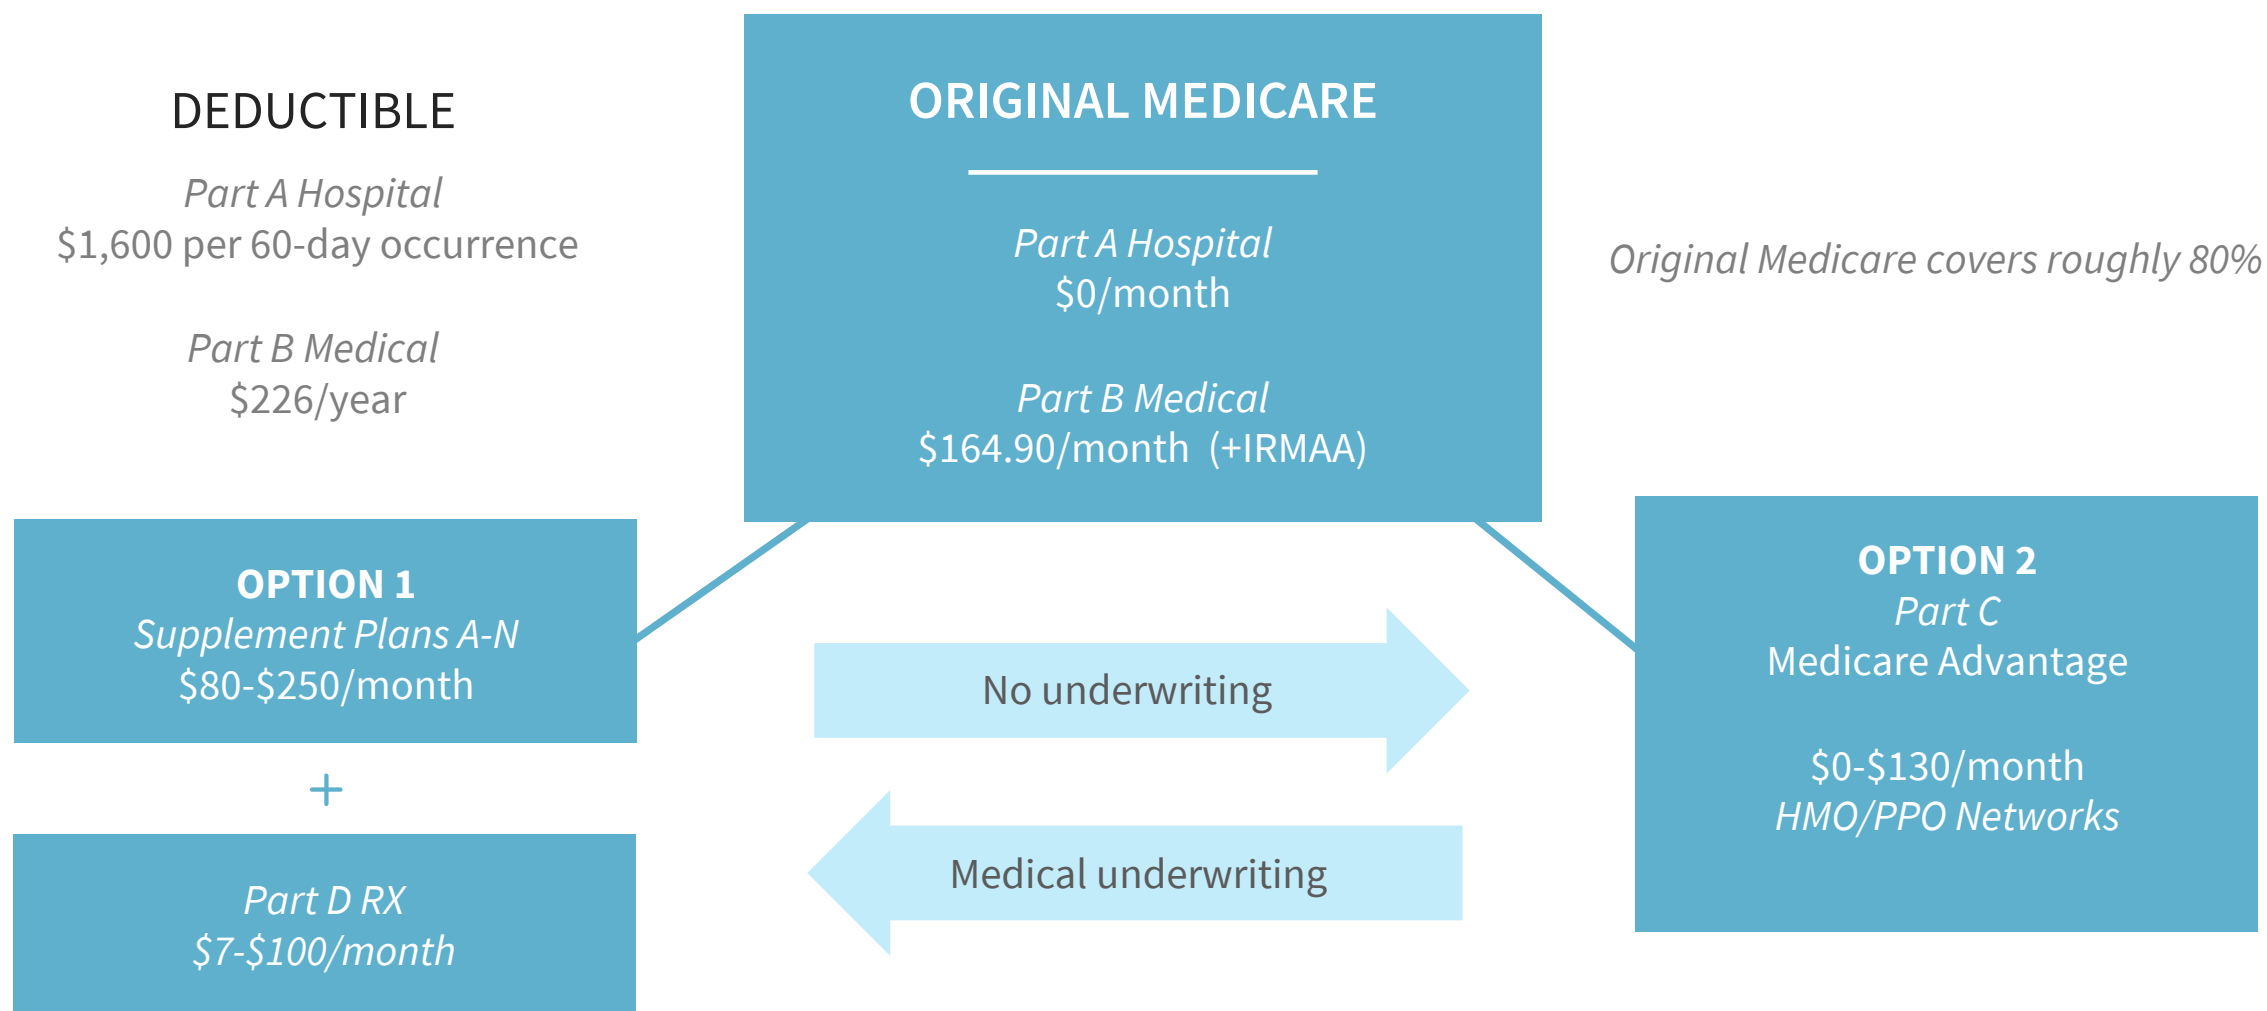 DEDUCTIBLE
Part A Hospital
$1,600 per 60-day occurrence
Part B Medical
$226/year
ORIGINAL MEDICARE
Part A Hospital
$0/month
Part B Medical
$164.90/month (+IRMAA)
Original Medicare covers roughly 80%
OPTION 1
Supplement Plans A-N
$80-$250/month
+
Part D RX
$7-$100/month
No underwriting
Medical underwriting
OPTION 2
Part C
Medicare Advantage
$0-$130/month
HMO/PPO Networks